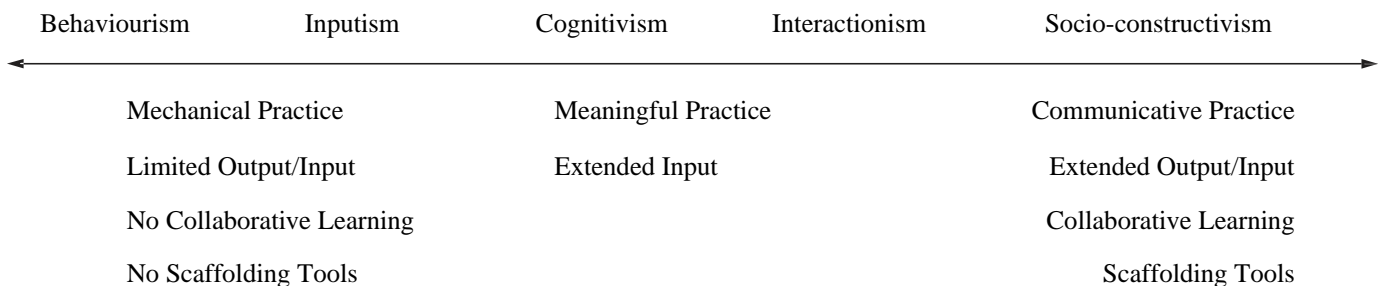 Behaviourism Inputism Cognitivism Interactionism Socio-constructivism
Mechanical Practice Meaningful Practice Communicative Practice
Limited Output/Input Extended Input Extended Output/Input
No Collaborative Learning Collaborative Learning
No Scaffolding Tools Scaffolding Tools